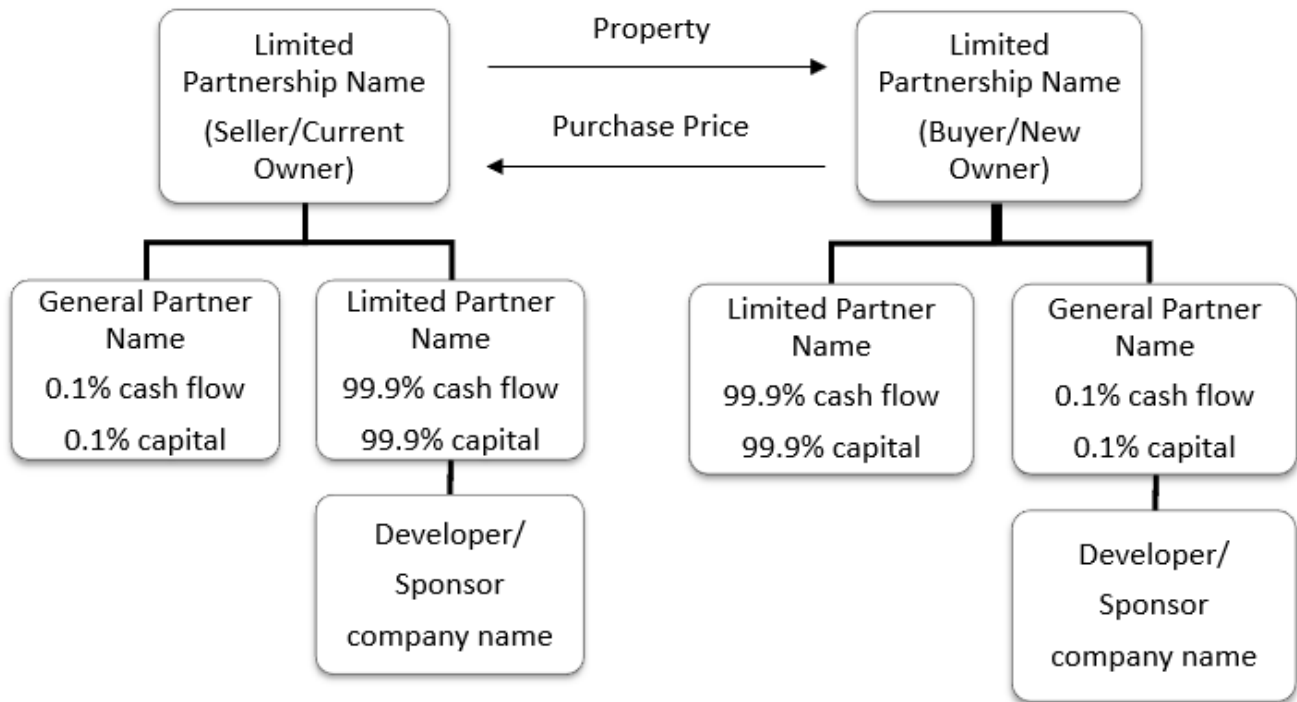 Limited
Partnership Name
(Seller/Current
Owner)
Property
Purchase Price
Limited
Partnership Name
(Buyer/New
Owner)
General Partner
Name
0.1% cash flow
0.1% capital
Limited Partner
Name
99.9% cash flow
99.9% capital
Limited Partner
Name
99.9% cash flow
99.9% capital
General Partner
Name
0.1% cash flow
0.1% capital
Developer/
Sponsor
company name
Developer/
Sponsor
company name